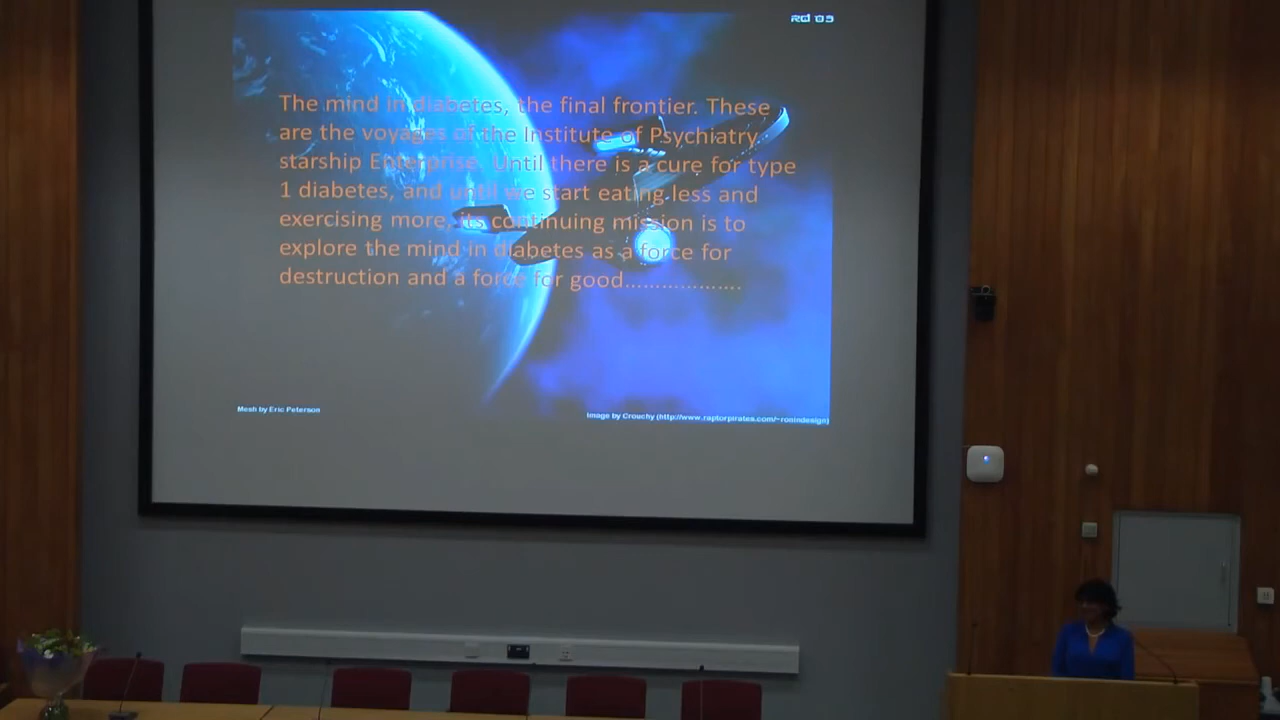 Rd '05
The mind in diabetes, the final frontier. These
are the voyages of the Institute of Psychiatry
starship Enterprise. Until there is a cure for type
1 diabetes, and until we start eating less and
exercising more, its continuing mission is to
explore the mind in diabetes as a force for
destruction and a force for good..................
Mesh by Eric Peterson
Image by Crouchy (http://www.raptorpirates.com/~ronindesign)